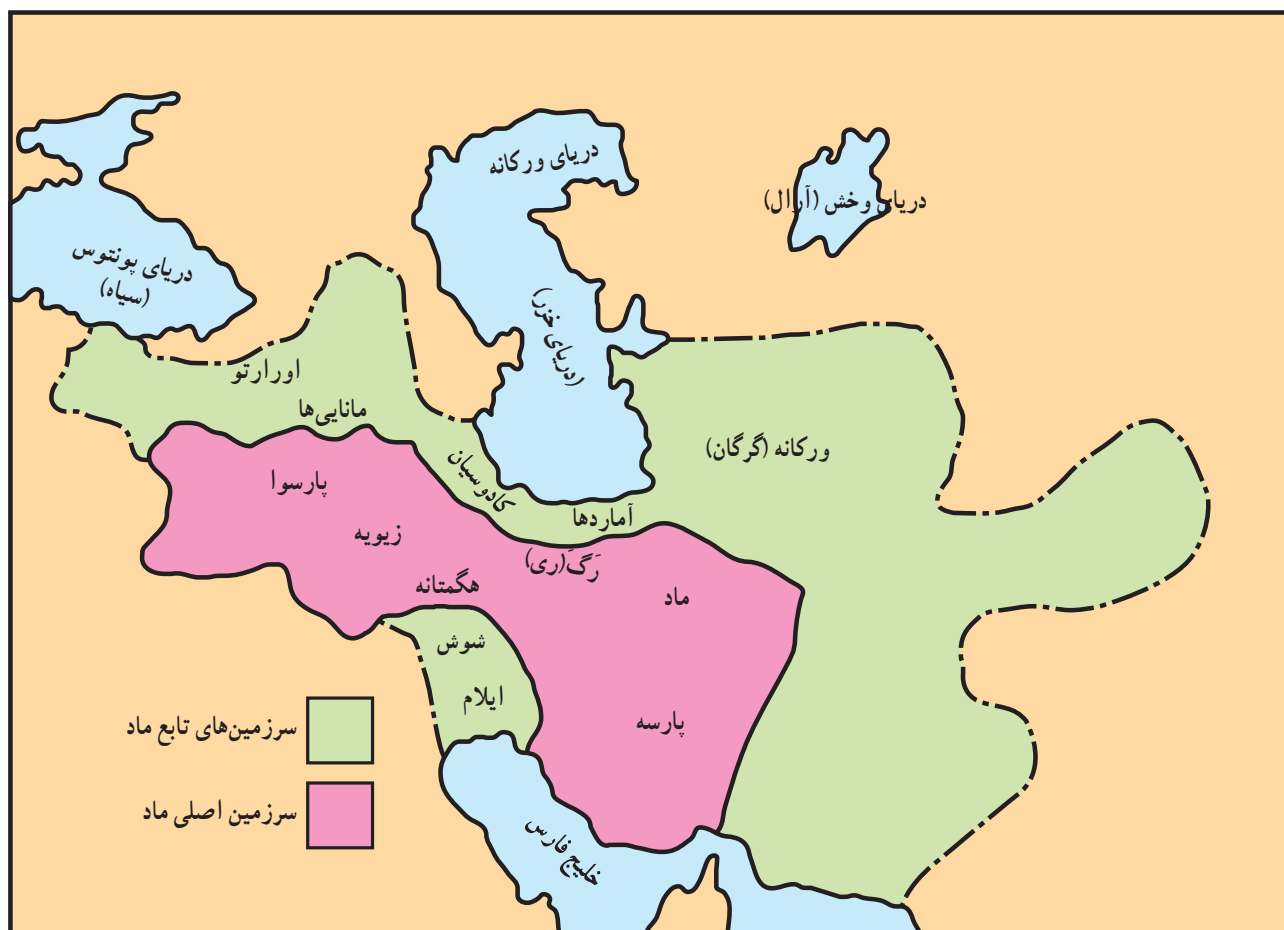 دریای ورکانه
دریای وخش (آرال)
دریای پونتوس
(سیاه)
(دریای خزر)
اورارتو
مانایی‌ها
ورکانه (گرگان)
کادوسیان
پارسوا
آماردها
زیویه
رَگَ (ری)
هگمتانه
ماد
شوش
ایلام
پارسه
سرزمین‌های تابع ماد
سرزمین اصلی ماد
خلیج فارس